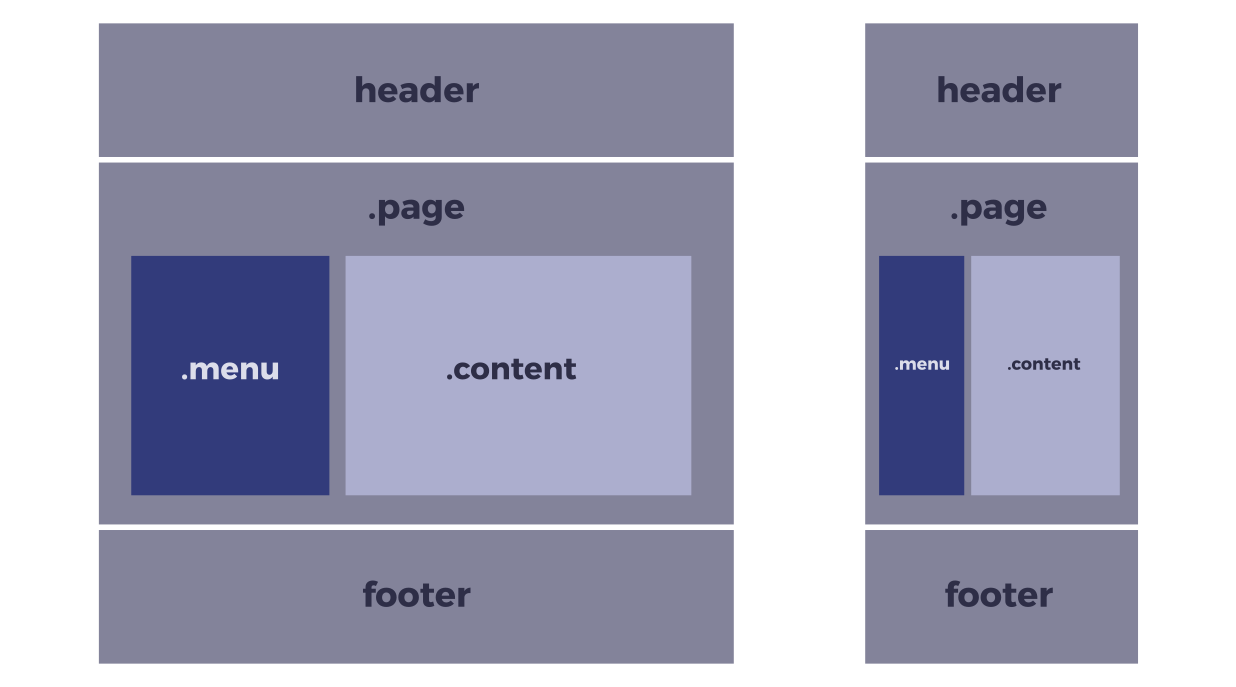 header
.page
.menu
.content
footer
header
.page
.menu
.content
footer